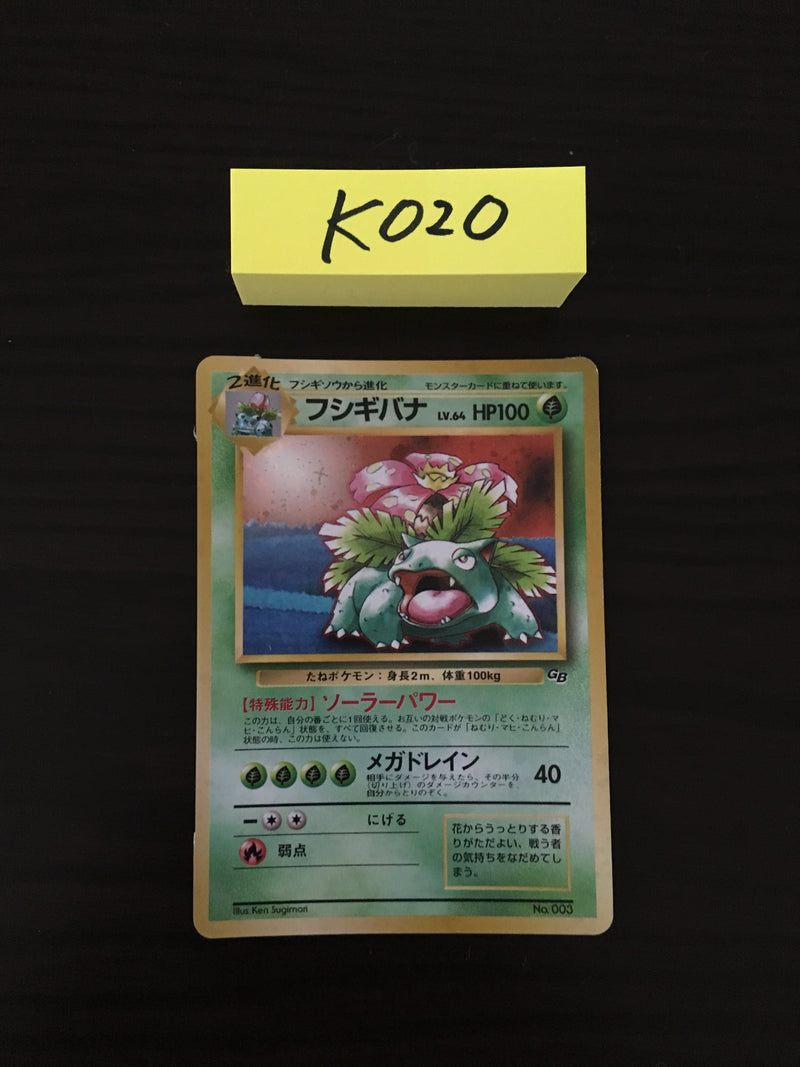 K020
2進化 フシギソウから進化 モンスターカードに重ねて使います。
フシギバナ LV.64 HP100
たねポケモン：身長2m、体重100kg GB
【特殊能力】ソーラーパワー
この力は、自分の番ごとに1回使える。お互いの対戦ポケモンの「どく・ねむり・マ
ヒ・こんらん」状態を、すべて回復させる。このカードが「ねむり・マヒ・こんらん」
状態の時、この力は使えない。
メガドレイン 40
相手にダメージを与えたら、その半分
（切り上げ）のダメージカウンターを、
自分からとりのぞく。
にげる
弱点
花からうっとりする香
りがただよい、戦う者
の気持ちをなだめてし
まう。
Illus. Ken Sugimori No. 003